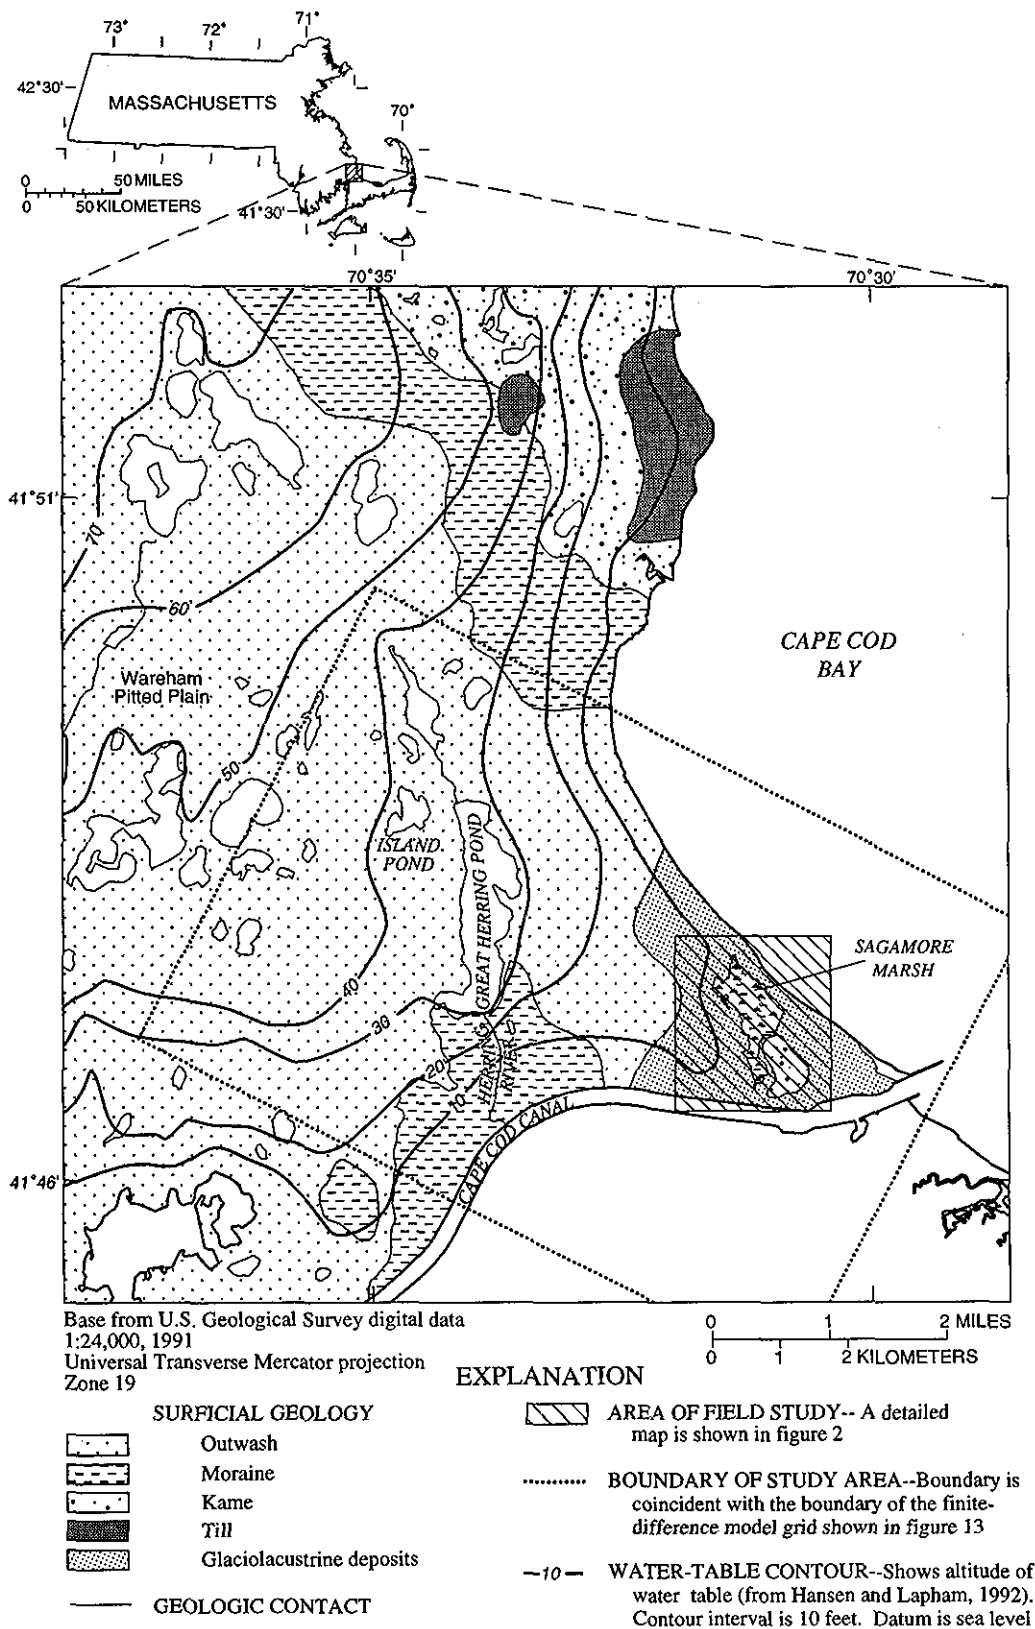 73° 72° 71°
42°30'
MASSACHUSETTS
70°
0 50 MILES
0 50 KILOMETERS
41°30'
70°35' 70°30'
41°51'
70
60
CAPE COD
BAY
Wareham
Pitted Plain
50
ISLAND
POND
GREAT HERRING POND
SAGAMORE
MARSH
40
30
20
10
HERRING
RIVER
CAPE COD CANAL
41°46'
Base from U.S. Geological Survey digital data
1:24,000, 1991
Universal Transverse Mercator projection
Zone 19
0 1 2 MILES
0 1 2 KILOMETERS
EXPLANATION
SURFICIAL GEOLOGY
Outwash
Moraine
Kame
Till
Glaciolacustrine deposits
GEOLOGIC CONTACT
AREA OF FIELD STUDY-- A detailed
map is shown in figure 2
BOUNDARY OF STUDY AREA--Boundary is
coincident with the boundary of the finite-
difference model grid shown in figure 13
—10— WATER-TABLE CONTOUR--Shows altitude of
water table (from Hansen and Lapham, 1992).
Contour interval is 10 feet. Datum is sea level